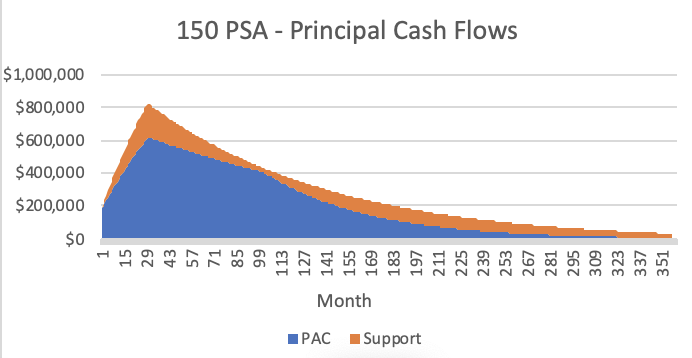 150 PSA - Principal Cash Flows
$1,000,000
$800,000
$600,000
$400,000
$200,000
$0
1 15 29 43 57 71 85 99 113 127 141 155 169 183 197 211 225 239 253 267 281 295 309 323 337 351
Month
PAC Support